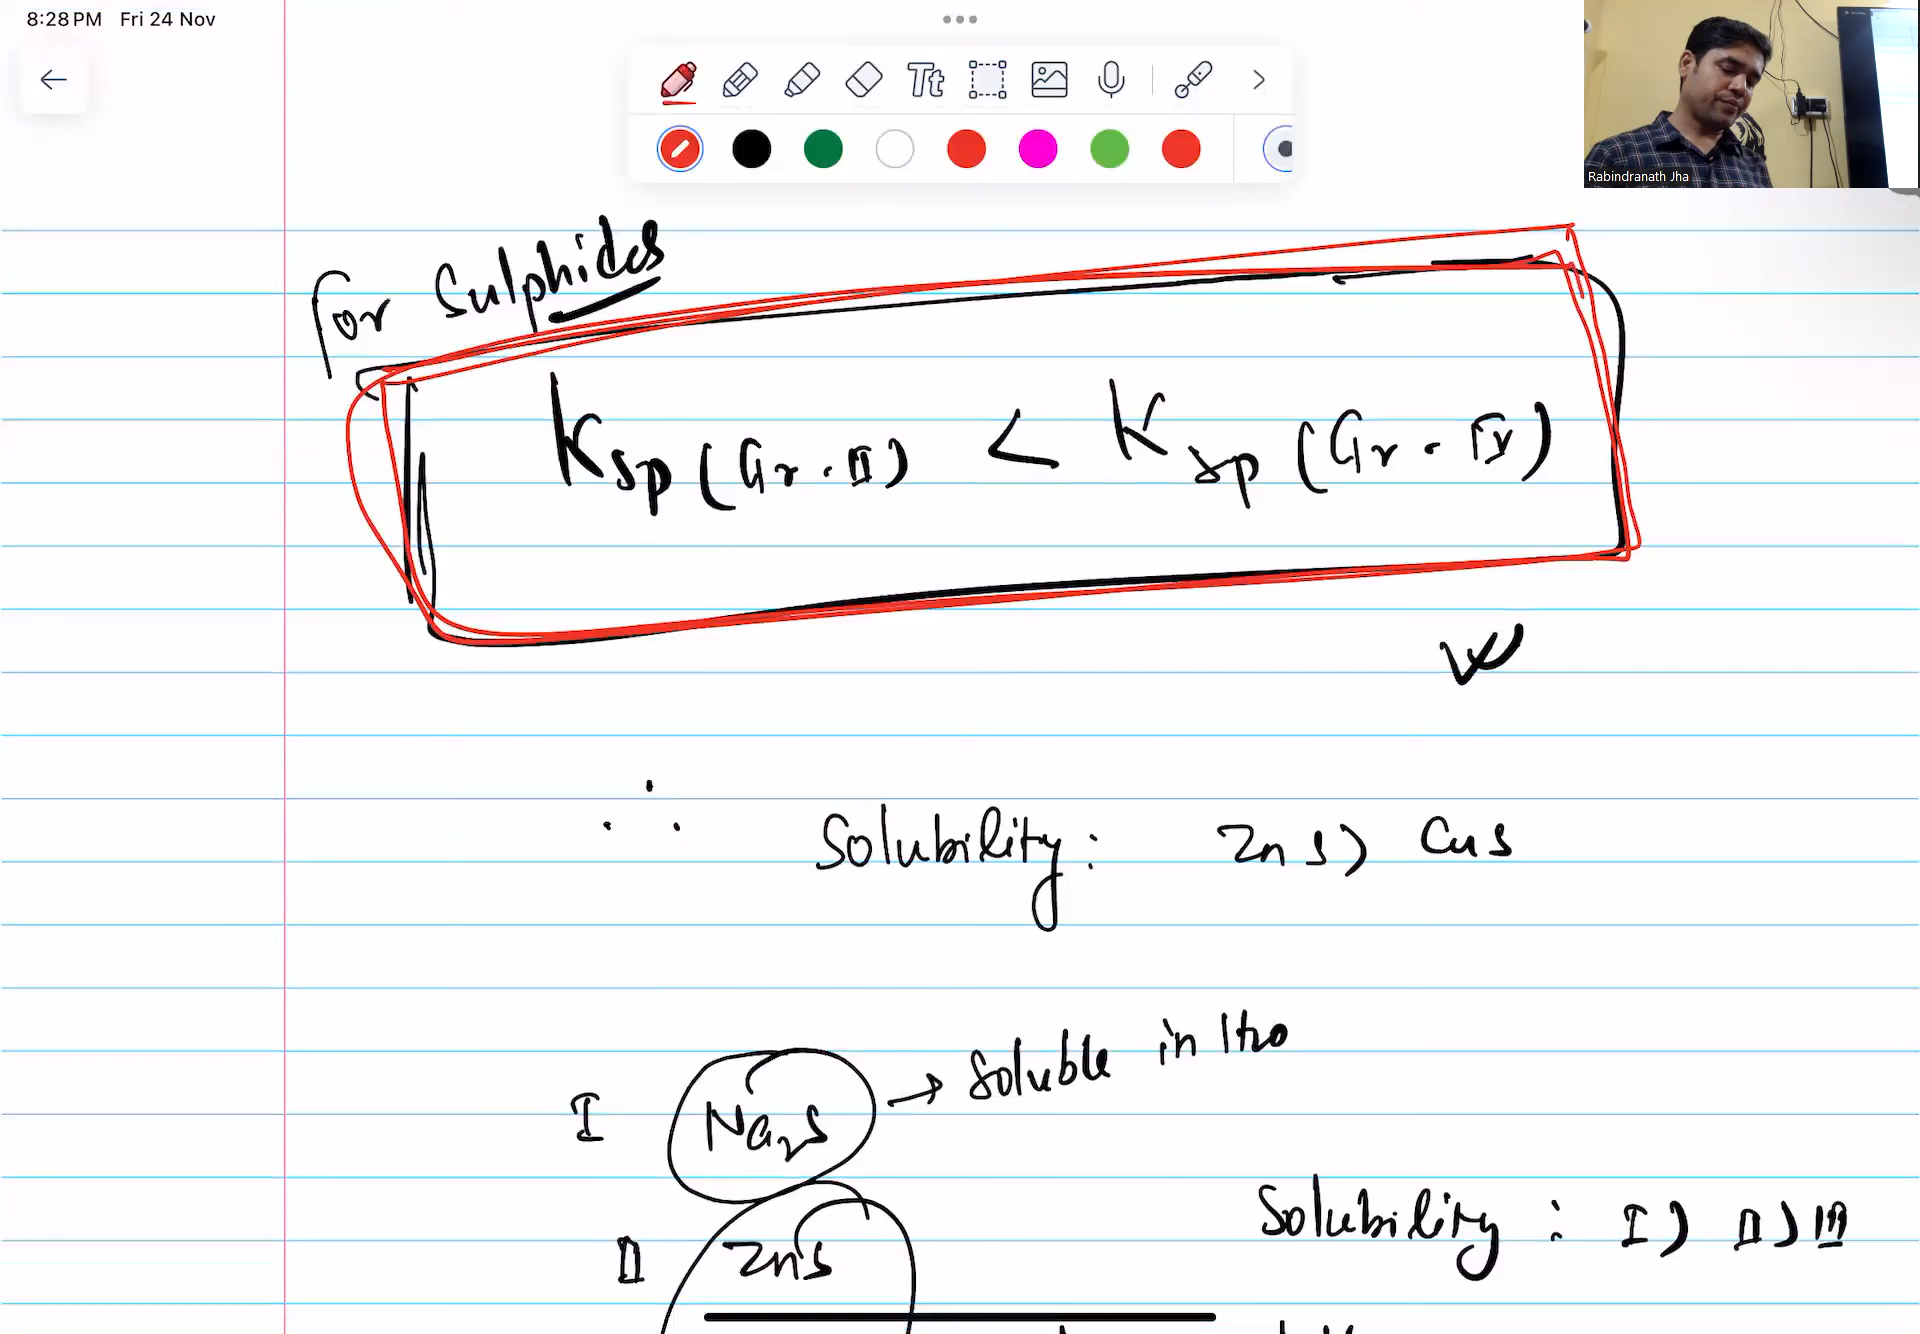 8:28 PM Fri 24 Nov
Tt
Rabindranath Jha
For Sulphides
Ksp (Gr. II) < Ksp (Gr. IV)
∴ Solubility: ZnS > CuS
I Na₂S → Soluble in H₂O
II ZnS
Solubility : I > II > III